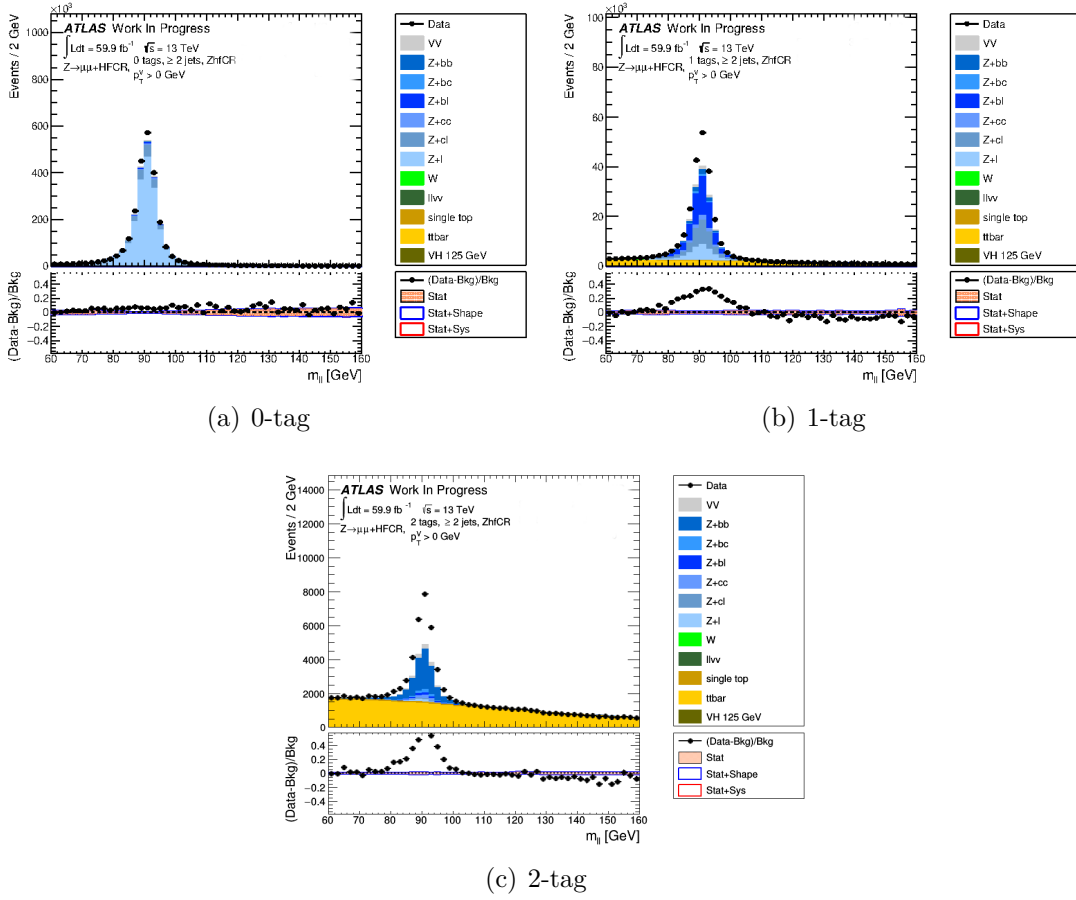 ×10³
ATLAS Work In Progress
∫ Ldt = 59.9 fb⁻¹ √s = 13 TeV
0 tags, ≥ 2 jets, ZhfCR
Z→μμ+HFCR,
p_T^V > 0 GeV
Events / 2 GeV
1000
800
600
400
200
0
Data
VV
Z+bb
Z+bc
Z+bl
Z+cc
Z+cl
Z+l
W
llvv
single top
ttbar
VH 125 GeV
(Data-Bkg)/Bkg
0.4
0.2
0
−0.2
−0.4
60 70 80 90 100 110 120 130 140 150 160
m_ll [GeV]
(Data-Bkg)/Bkg
Stat
Stat+Shape
Stat+Sys
(a) 0-tag
×10³
ATLAS Work In Progress
∫ Ldt = 59.9 fb⁻¹ √s = 13 TeV
1 tags, ≥ 2 jets, ZhfCR
Z→μμ+HFCR,
p_T^V > 0 GeV
Events / 2 GeV
100
80
60
40
20
0
Data
VV
Z+bb
Z+bc
Z+bl
Z+cc
Z+cl
Z+l
W
llvv
single top
ttbar
VH 125 GeV
(Data-Bkg)/Bkg
0.4
0.2
0
−0.2
−0.4
60 70 80 90 100 110 120 130 140 150 160
m_ll [GeV]
(Data-Bkg)/Bkg
Stat
Stat+Shape
Stat+Sys
(b) 1-tag
ATLAS Work In Progress
∫ Ldt = 59.9 fb⁻¹ √s = 13 TeV
2 tags, ≥ 2 jets, ZhfCR
Z→μμ+HFCR,
p_T^V > 0 GeV
Events / 2 GeV
14000
12000
10000
8000
6000
4000
2000
0
Data
VV
Z+bb
Z+bc
Z+bl
Z+cc
Z+cl
Z+l
W
llvv
single top
ttbar
VH 125 GeV
(Data-Bkg)/Bkg
0.4
0.2
0
−0.2
−0.4
60 70 80 90 100 110 120 130 140 150 160
m_ll [GeV]
(Data-Bkg)/Bkg
Stat
Stat+Shape
Stat+Sys
(c) 2-tag